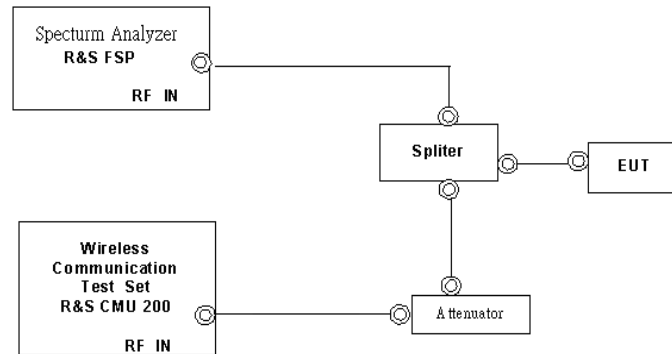 Specturm Analyzer
R&S FSP
RF IN
Spliter
EUT
Wireless
Communication
Test Set
R&S CMU 200
RF IN
Attenuator